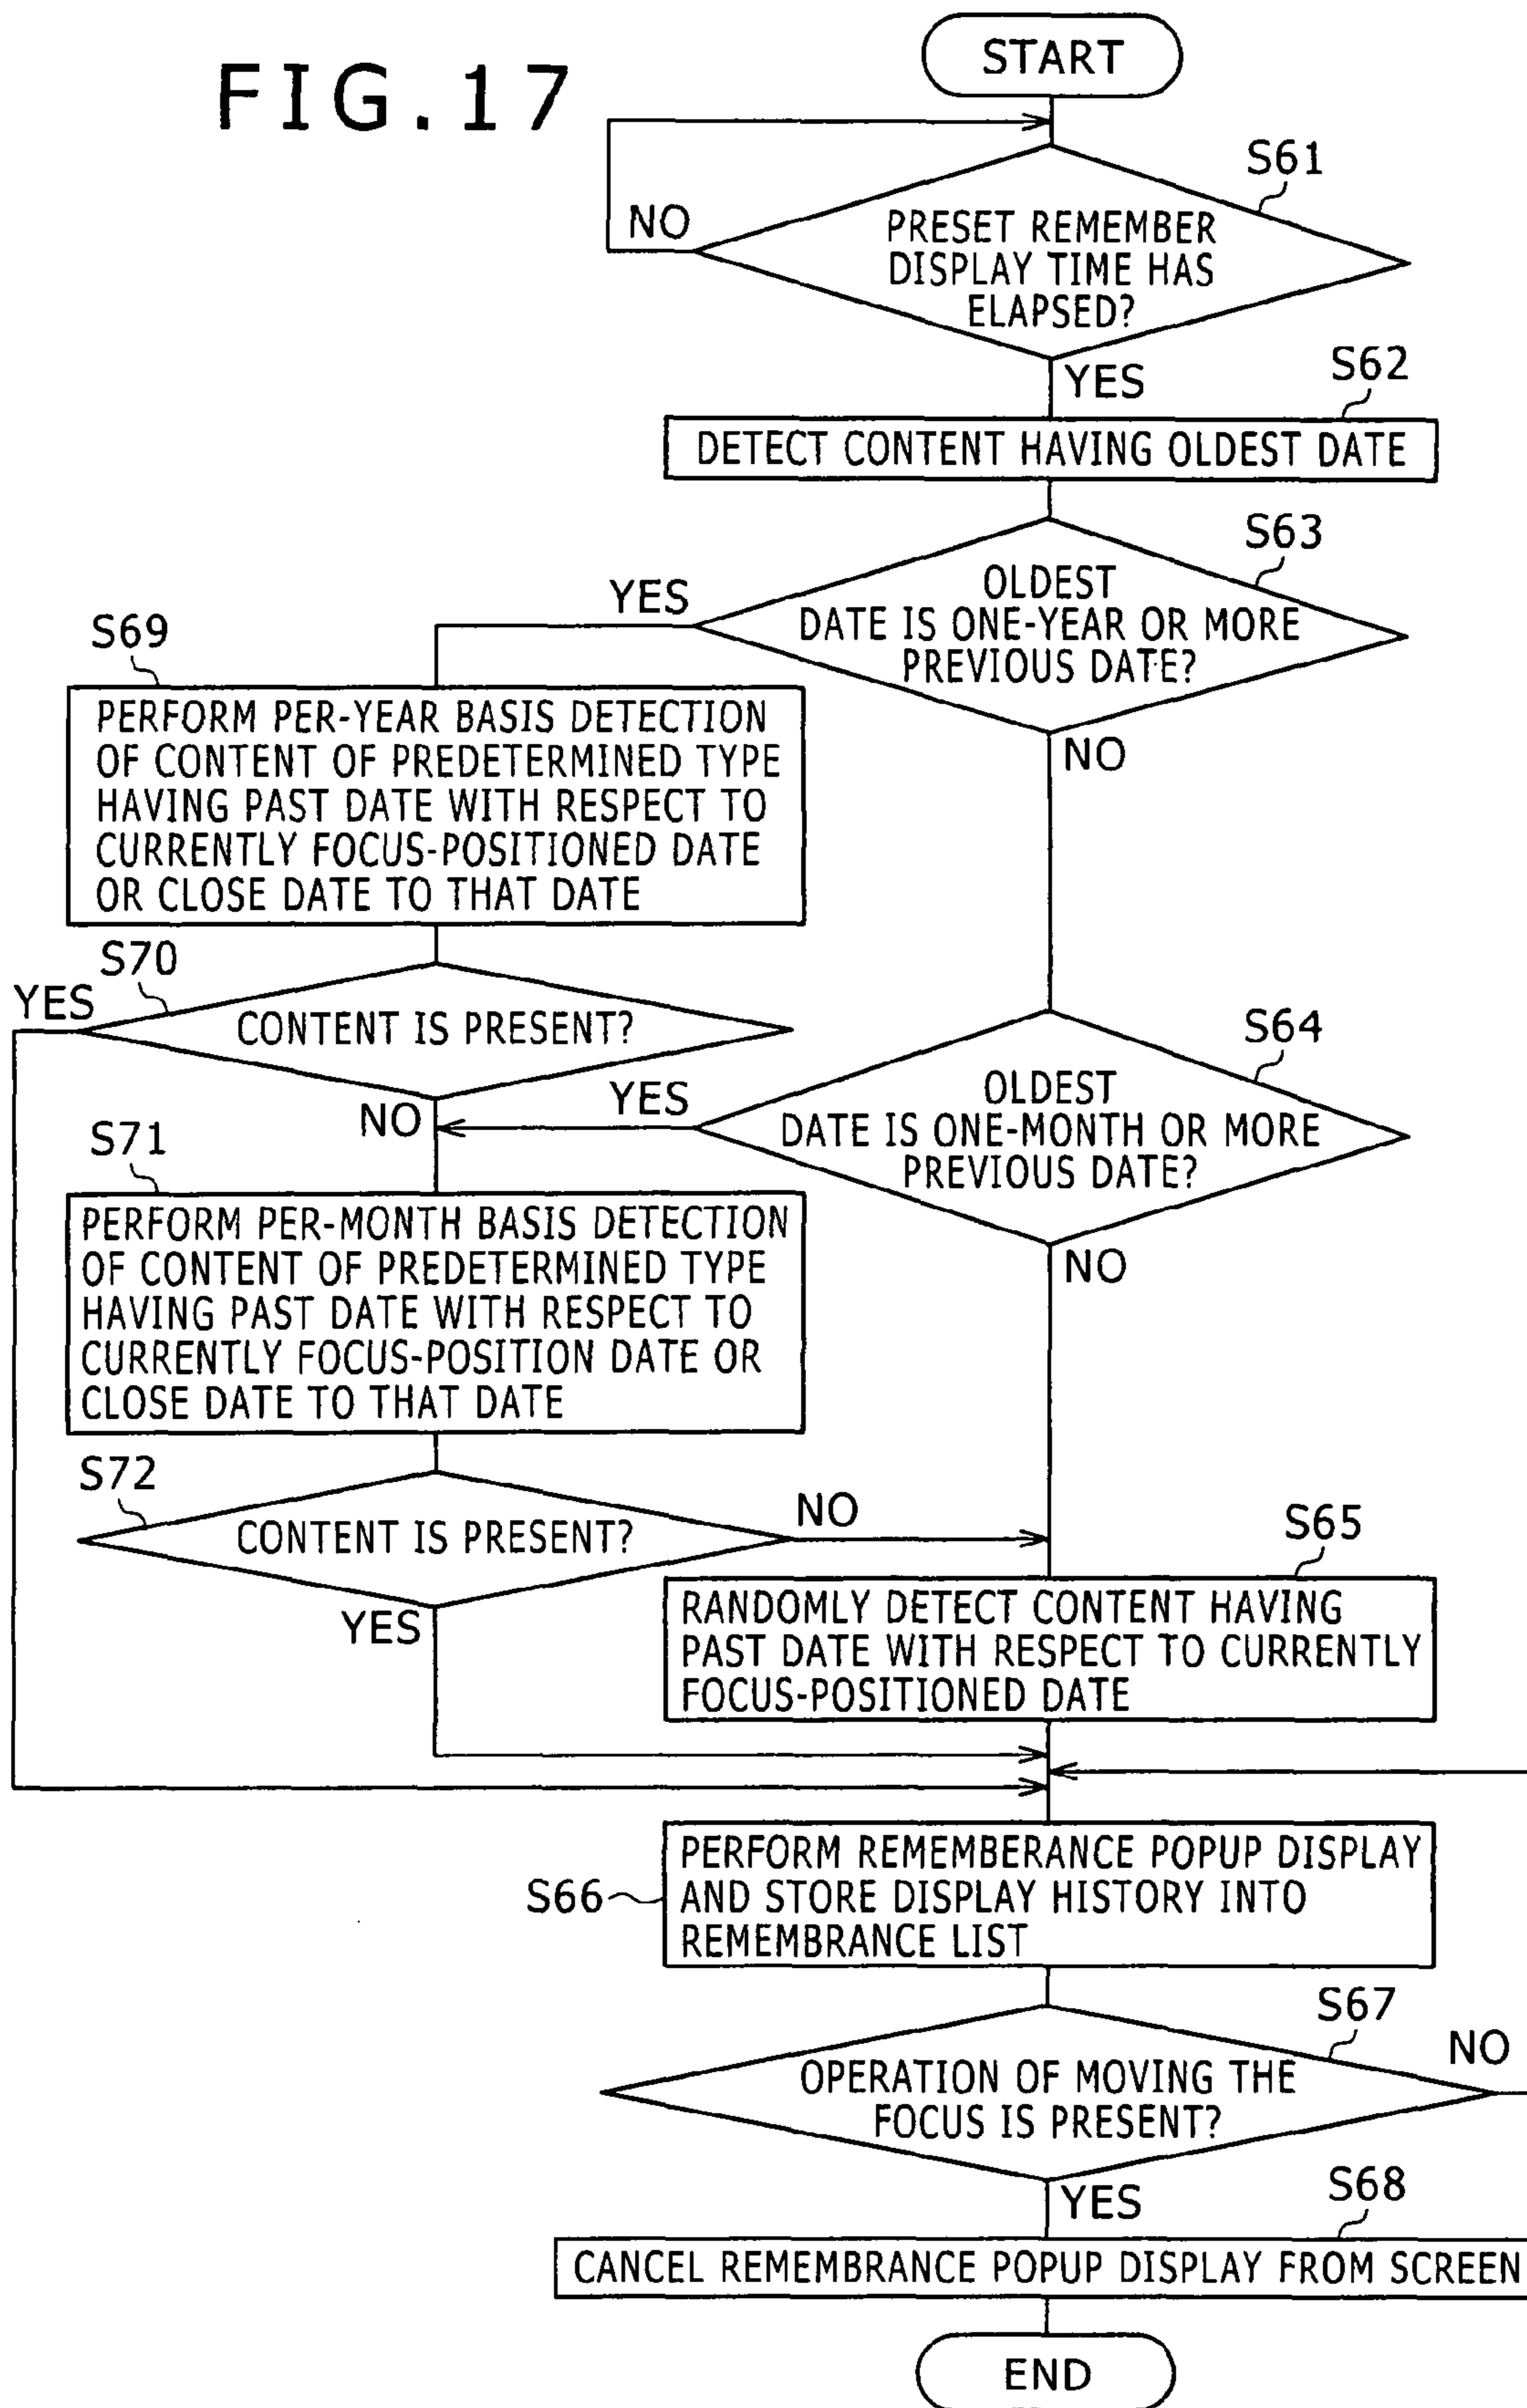 FIG.17
START
S61
NO
PRESET REMEMBER
DISPLAY TIME HAS
ELAPSED?
YES
S62
DETECT CONTENT HAVING OLDEST DATE
S63
YES
OLDEST
DATE IS ONE-YEAR OR MORE
PREVIOUS DATE?
NO
S69
PERFORM PER-YEAR BASIS DETECTION
OF CONTENT OF PREDETERMINED TYPE
HAVING PAST DATE WITH RESPECT TO
CURRENTLY FOCUS-POSITIONED DATE
OR CLOSE DATE TO THAT DATE
S70
YES
CONTENT IS PRESENT?
NO
S64
YES
OLDEST
DATE IS ONE-MONTH OR MORE
PREVIOUS DATE?
NO
S71
PERFORM PER-MONTH BASIS DETECTION
OF CONTENT OF PREDETERMINED TYPE
HAVING PAST DATE WITH RESPECT TO
CURRENTLY FOCUS-POSITION DATE OR
CLOSE DATE TO THAT DATE
S72
CONTENT IS PRESENT?
NO
YES
S65
RANDOMLY DETECT CONTENT HAVING
PAST DATE WITH RESPECT TO CURRENTLY
FOCUS-POSITIONED DATE
S66
PERFORM REMEMBERANCE POPUP DISPLAY
AND STORE DISPLAY HISTORY INTO
REMEMBRANCE LIST
S67
NO
OPERATION OF MOVING THE
FOCUS IS PRESENT?
YES
S68
CANCEL REMEMBRANCE POPUP DISPLAY FROM SCREEN
END